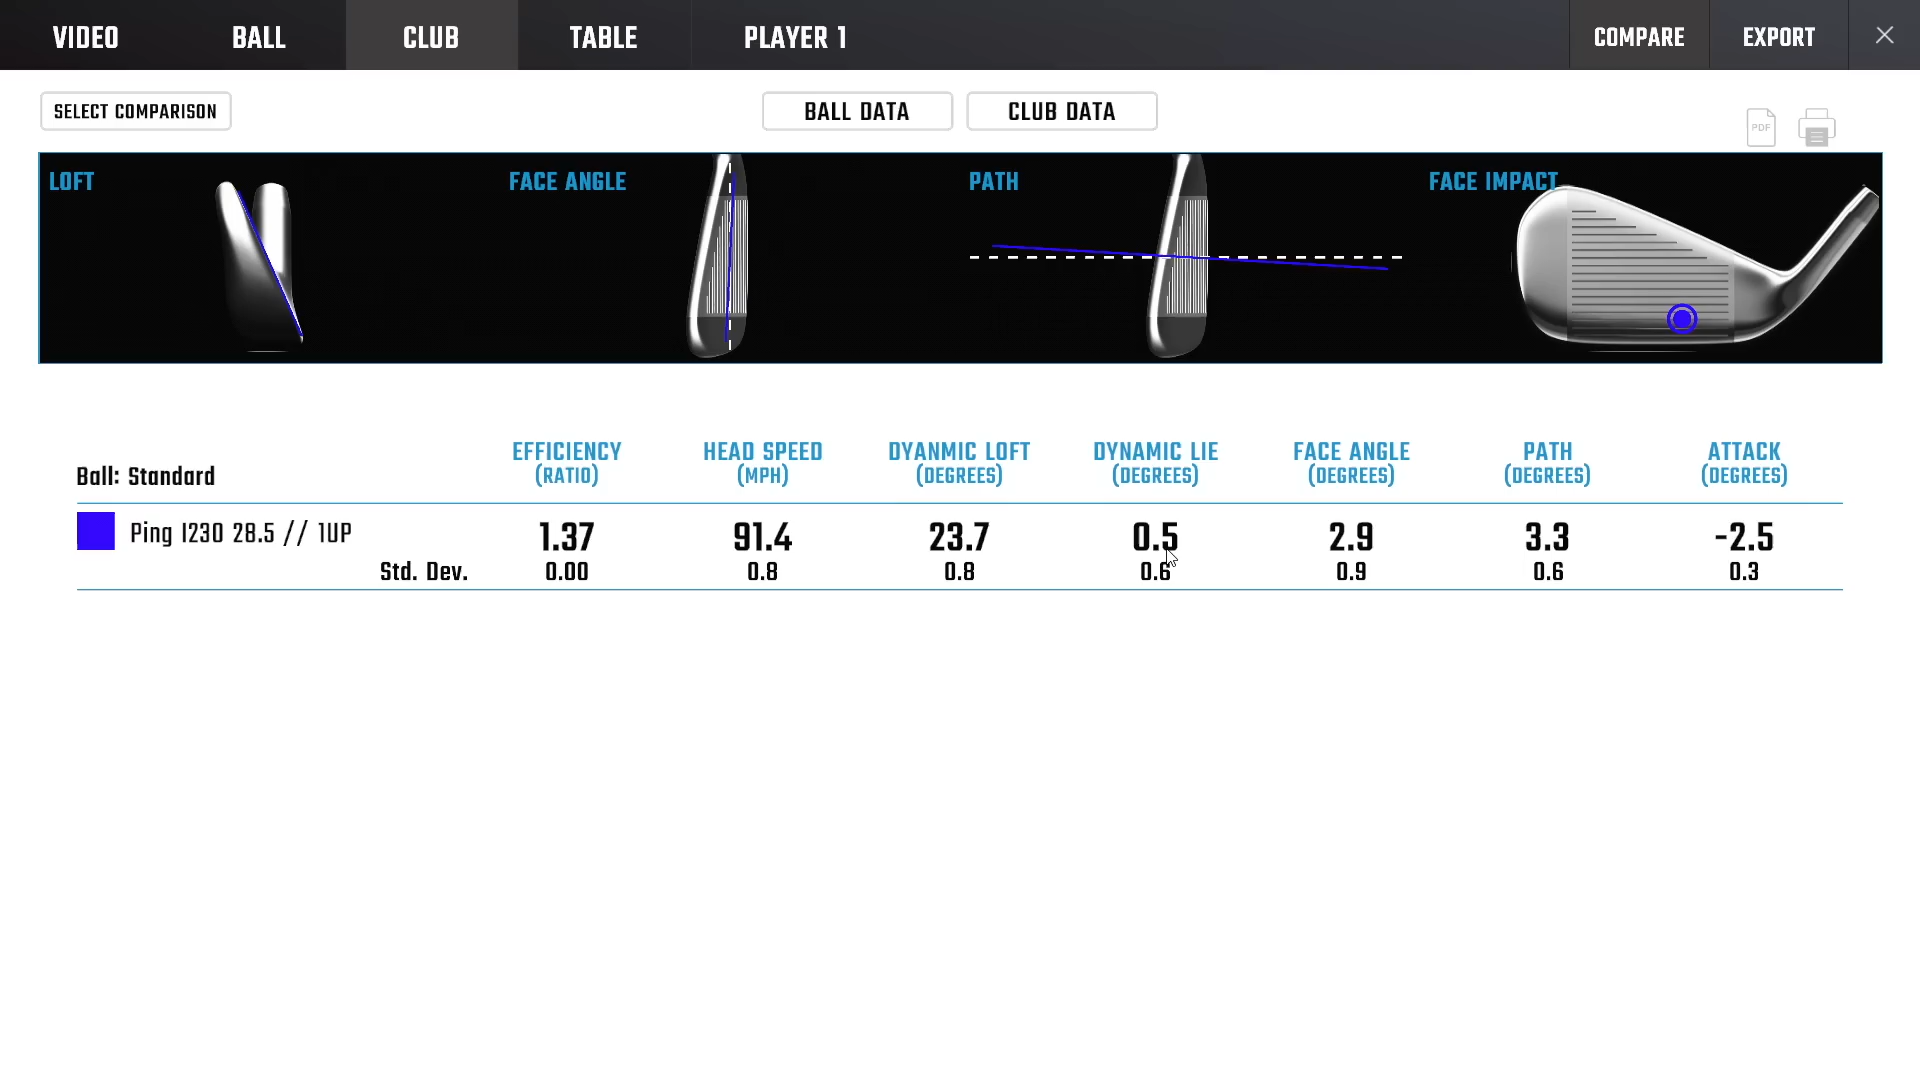 VIDEO BALL CLUB TABLE PLAYER 1 COMPARE EXPORT
SELECT COMPARISON BALL DATA CLUB DATA
PDF
LOFT FACE ANGLE PATH FACE IMPACT
EFFICIENCY HEAD SPEED DYANMIC LOFT DYNAMIC LIE FACE ANGLE PATH ATTACK
(RATIO) (MPH) (DEGREES) (DEGREES) (DEGREES) (DEGREES) (DEGREES)
Ball: Standard
Ping I230 28.5 // 1UP 1.37 91.4 23.7 0.5 2.9 3.3 -2.5
Std. Dev. 0.00 0.8 0.8 0.6 0.9 0.6 0.3